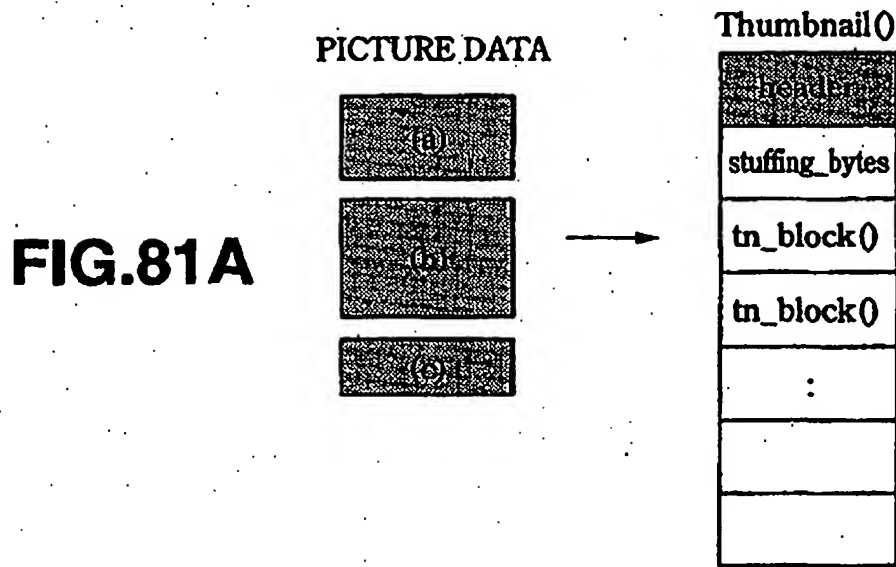 Thumbnail()
PICTURE DATA
header
(a)
stuffing_bytes
(b)
tn_block()
FIG.81A
tn_block()
(c)
: